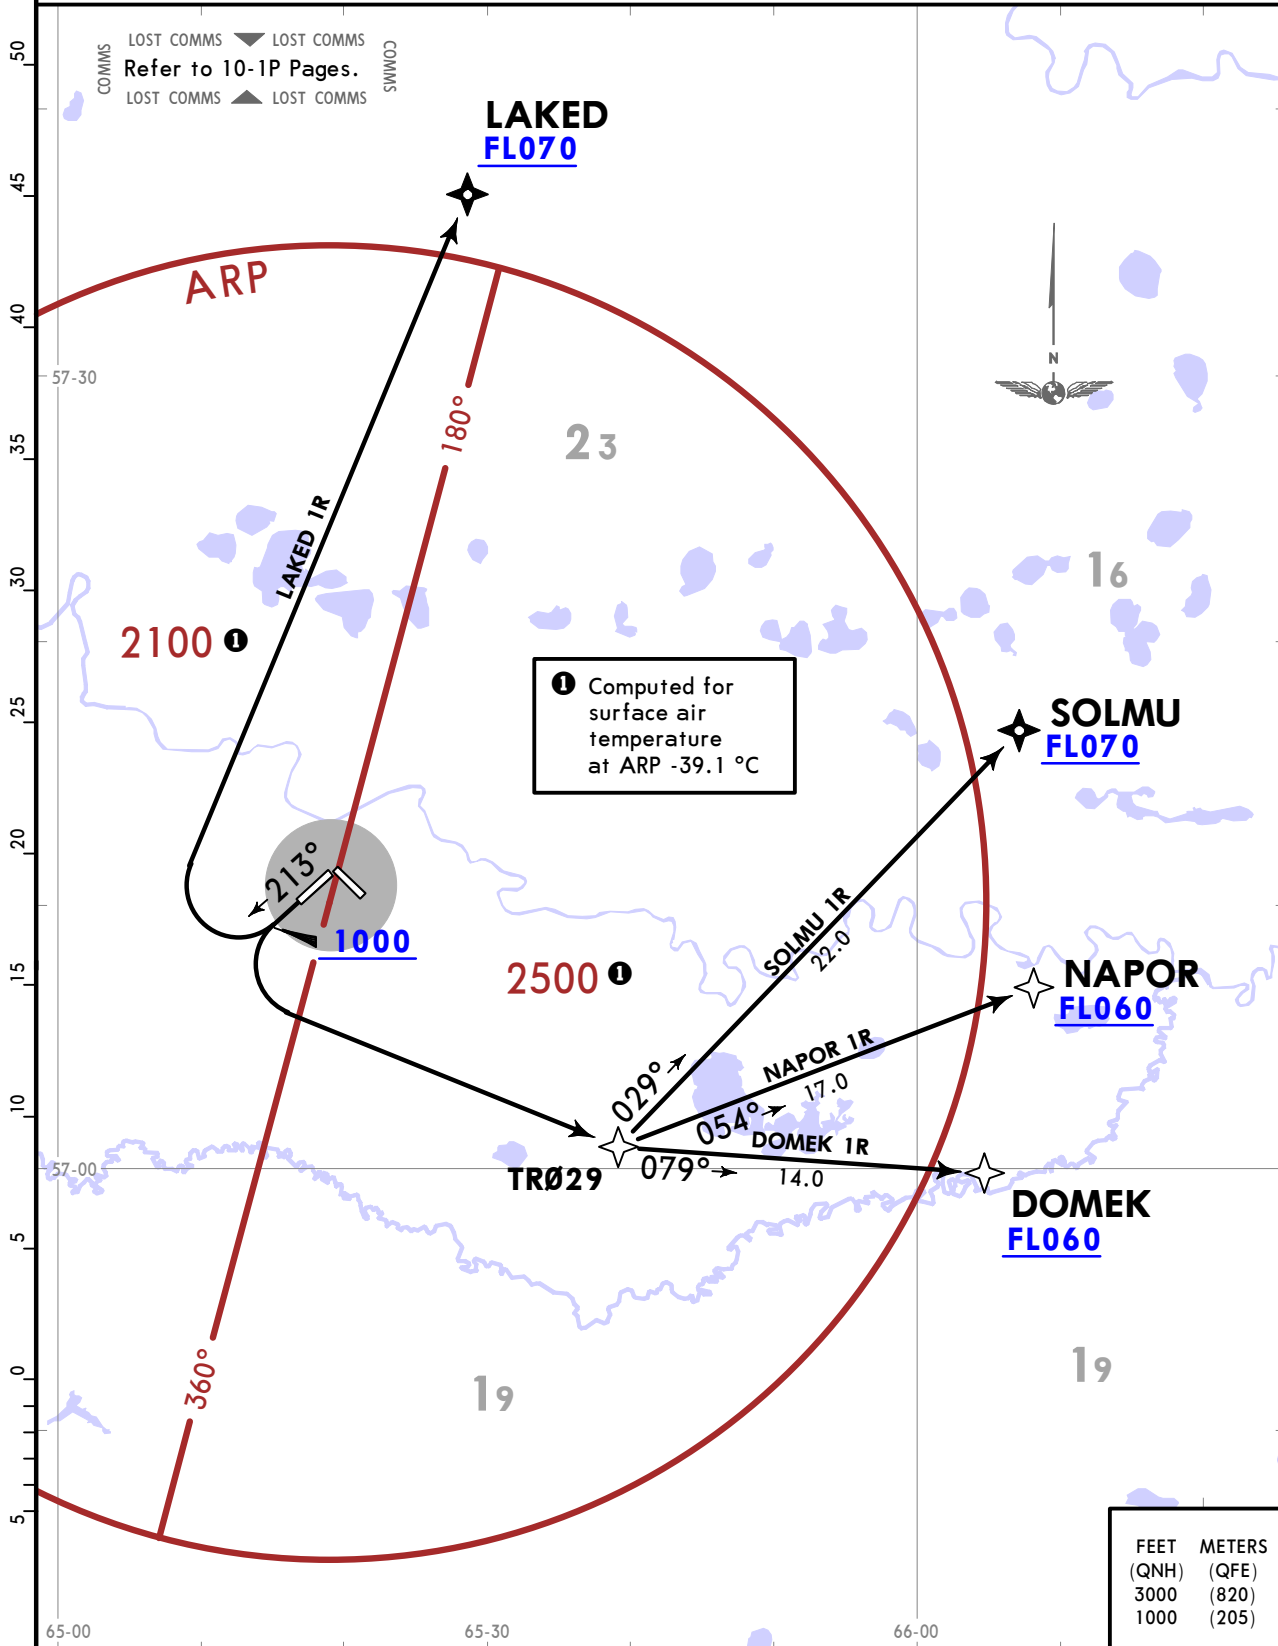 LOST COMMS LOST COMMS
COMMS
Refer to 10-1P Pages.
COMMS
LOST COMMS LOST COMMS
LAKED
FL070
ARP
N
57-30
180°
23
LAKED 1R
16
2100 1
1 Computed for
surface air
temperature
at ARP -39.1 °C
SOLMU
FL070
213°
SOLMU 1R
22.0
1000
2500 1
NAPOR
FL060
029°
NAPOR 1R
17.0
054°
DOMEK 1R
57-00
TRØ29
079°
14.0
DOMEK
FL060
360°
19
19
50
45
40
35
30
25
20
15
10
5
0
5
FEET METERS
(QNH) (QFE)
3000 (820)
1000 (205)
65-00
65-30
66-00